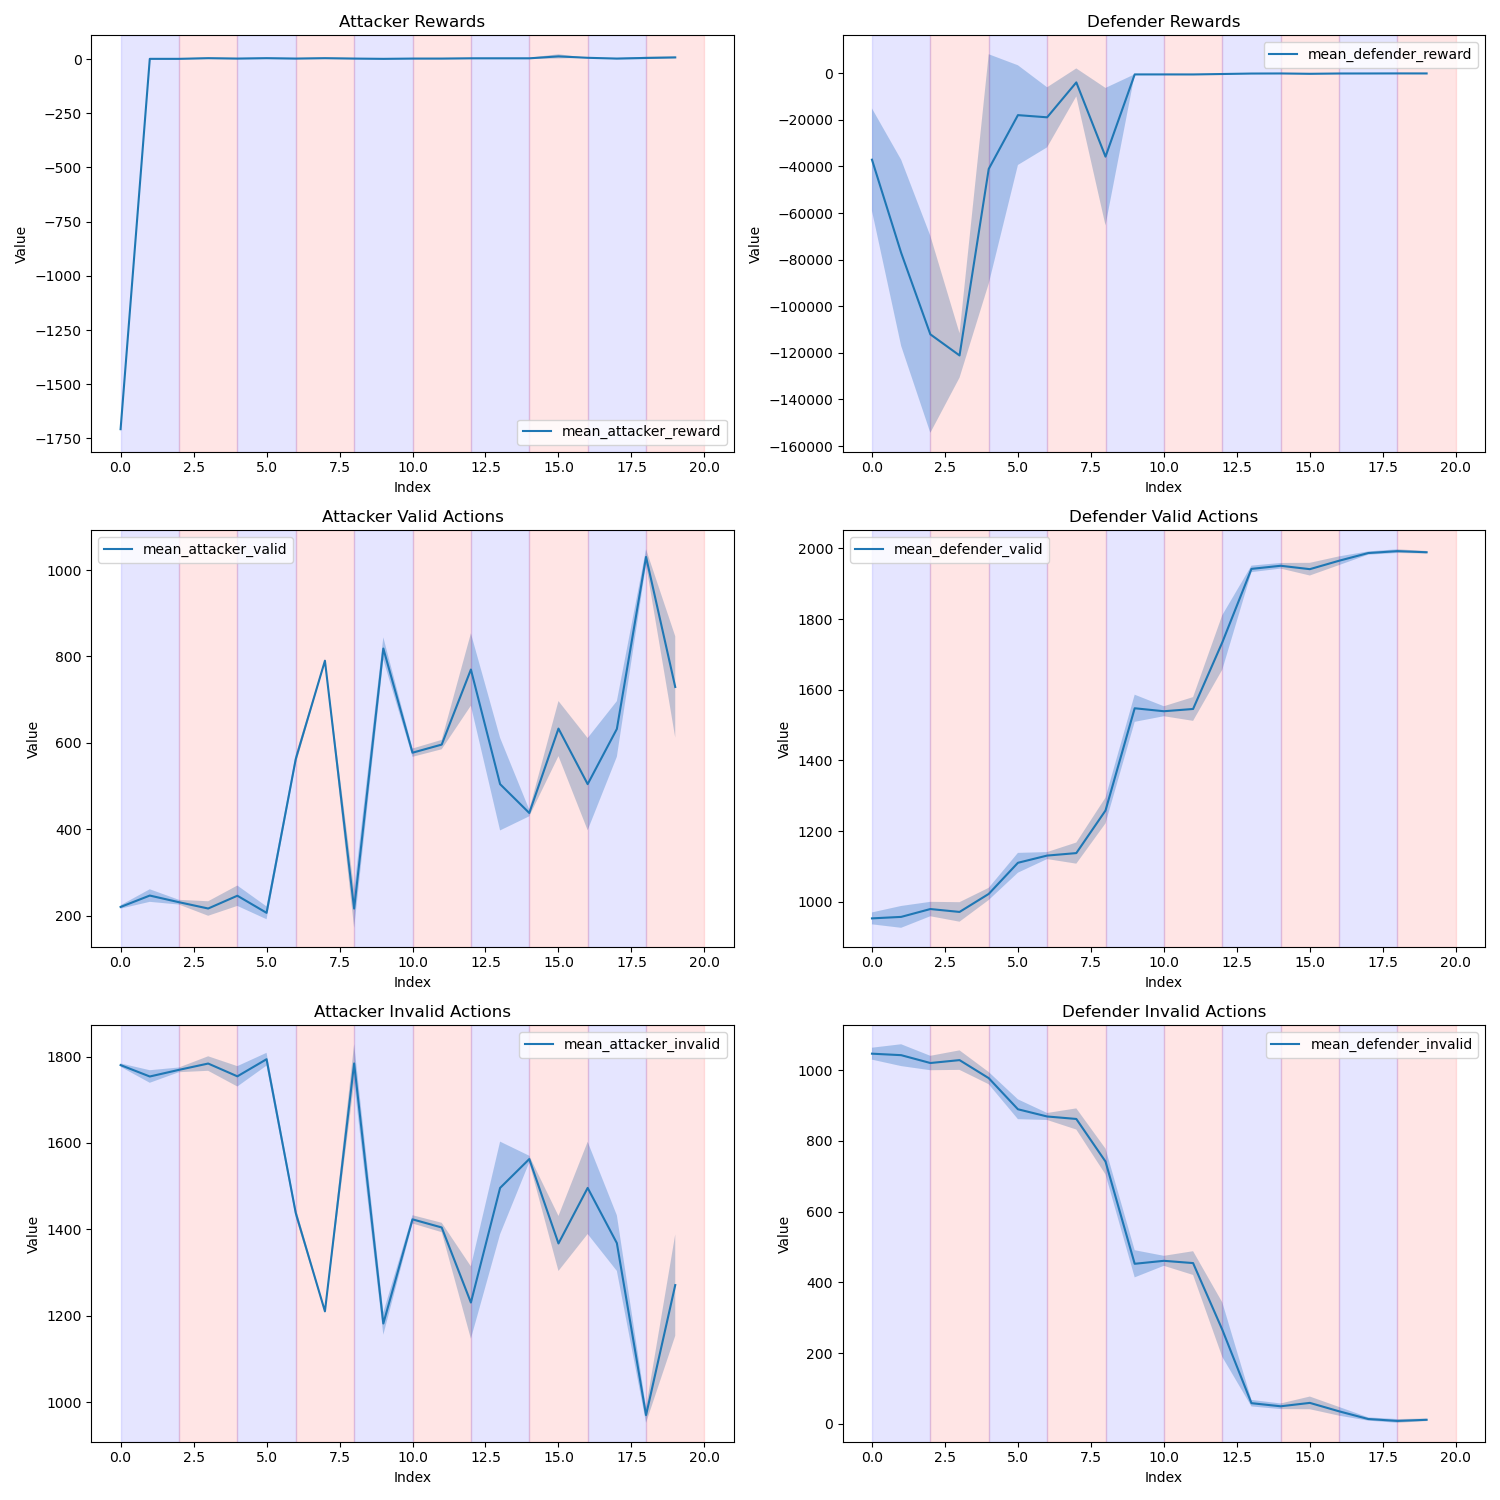 Attacker Rewards
0
−250
−500
−750
−1000
−1250
−1500
−1750
Value
mean_attacker_reward
0.0 2.5 5.0 7.5 10.0 12.5 15.0 17.5 20.0
Index
Defender Rewards
mean_defender_reward
0
−20000
−40000
−60000
−80000
−100000
−120000
−140000
−160000
Value
0.0 2.5 5.0 7.5 10.0 12.5 15.0 17.5 20.0
Index
Attacker Valid Actions
mean_attacker_valid
1000
800
600
400
200
Value
0.0 2.5 5.0 7.5 10.0 12.5 15.0 17.5 20.0
Index
Defender Valid Actions
mean_defender_valid
2000
1800
1600
1400
1200
1000
Value
0.0 2.5 5.0 7.5 10.0 12.5 15.0 17.5 20.0
Index
Attacker Invalid Actions
mean_attacker_invalid
1800
1600
1400
1200
1000
Value
0.0 2.5 5.0 7.5 10.0 12.5 15.0 17.5 20.0
Index
Defender Invalid Actions
mean_defender_invalid
1000
800
600
400
200
0
Value
0.0 2.5 5.0 7.5 10.0 12.5 15.0 17.5 20.0
Index